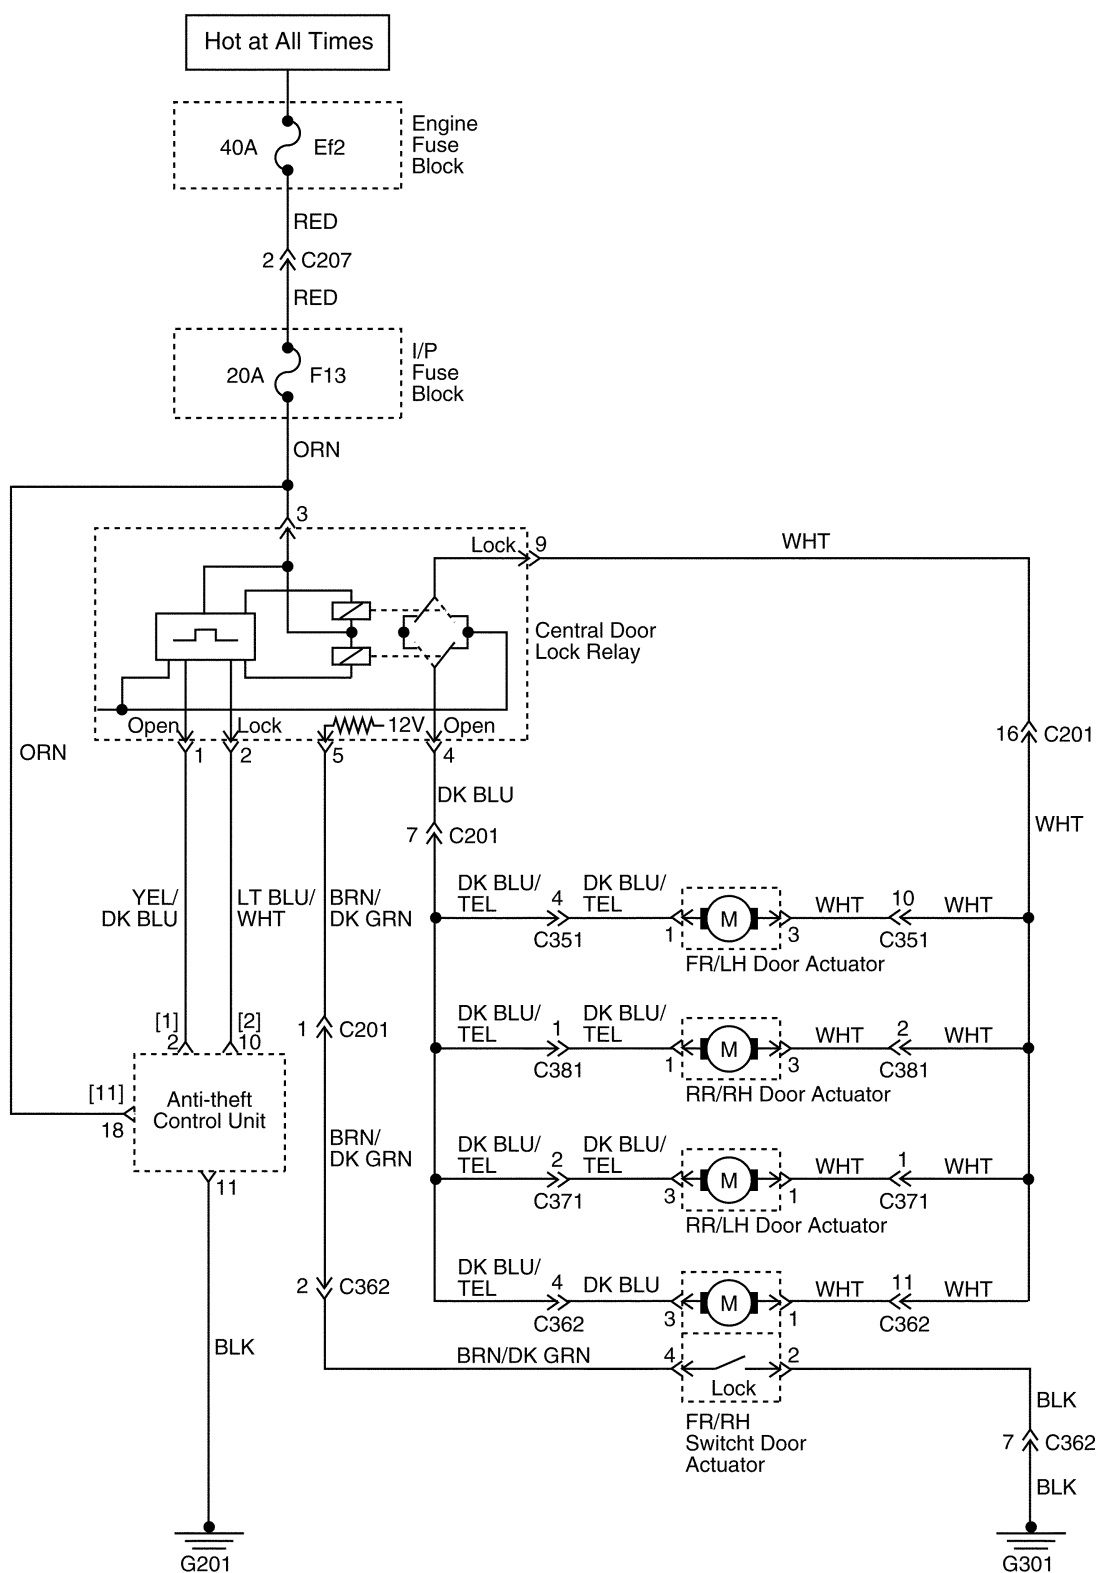 Hot at All Times
40A
Ef2
Engine
Fuse
Block
RED
2
C207
RED
20A
F13
I/P
Fuse
Block
ORN
3
Lock
9
WHT
Central Door
Lock Relay
Open
Lock
12V
Open
ORN
1
2
5
4
16
C201
DK BLU
7
C201
WHT
YEL/
DK BLU
LT BLU/
WHT
BRN/
DK GRN
DK BLU/
TEL
4
C351
DK BLU/
TEL
1
M
3
WHT
10
C351
WHT
FR/LH Door Actuator
[1]
2
[2]
10
1
C201
DK BLU/
TEL
1
C381
DK BLU/
TEL
1
M
3
WHT
2
C381
WHT
RR/RH Door Actuator
[11]
18
Anti-theft
Control Unit
11
BRN/
DK GRN
DK BLU/
TEL
2
C371
DK BLU/
TEL
3
M
1
WHT
1
C371
WHT
RR/LH Door Actuator
2
C362
DK BLU/
TEL
4
C362
DK BLU
3
M
1
WHT
11
C362
WHT
BLK
BRN/DK GRN
4
Lock
2
FR/RH
Switcht Door
Actuator
BLK
7
C362
BLK
G201
G301